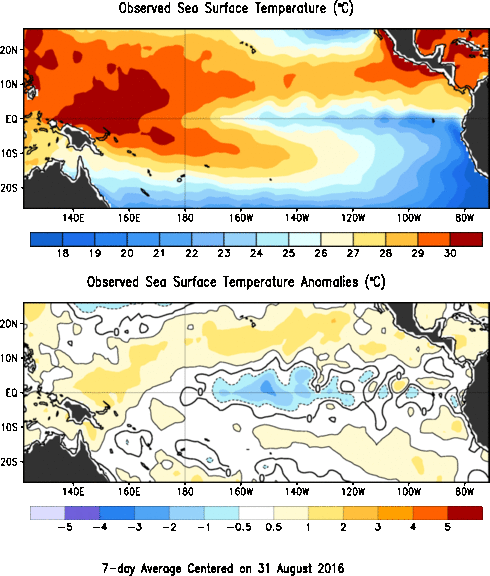 Observed Sea Surface Temperature (°C)
20N
10N
EQ
10S
20S
140E 160E 180 160W 140W 120W 100W 80W
18 19 20 21 22 23 24 25 26 27 28 29 30
Observed Sea Surface Temperature Anomalies (°C)
20N
10N
EQ
10S
20S
140E 160E 180 160W 140W 120W 100W 80W
-5 -4 -3 -2 -1 -0.5 0.5 1 2 3 4 5
7-day Average Centered on 31 August 2016